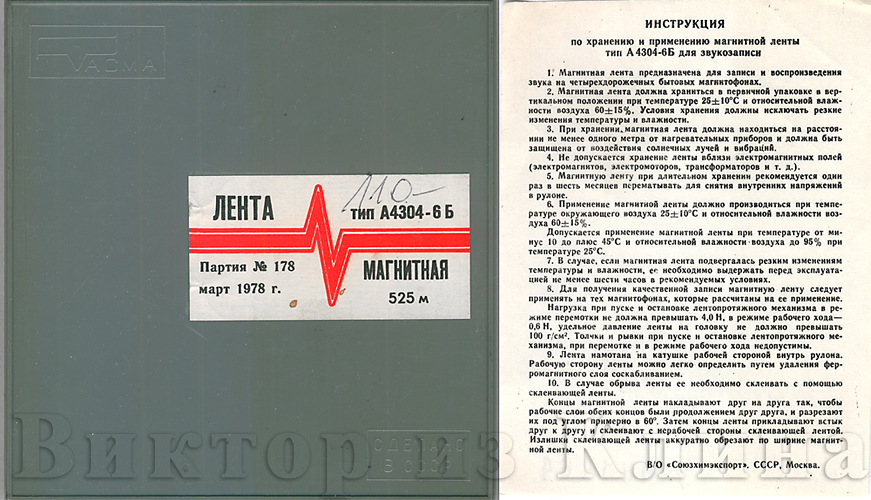 TASMA
ЛЕНТА
110-
тип А4304-6 Б
Партия № 178
март 1978 г.
МАГНИТНАЯ
525 м
СДЕЛАНО
В СССР
ИНСТРУКЦИЯ
по хранению и применению магнитной ленты
тип А 4304-6Б для звукозаписи
1. Магнитная лента предназначена для записи и воспроизведения
звука на четырехдорожечных бытовых магнитофонах.
2. Магнитная лента должна храниться в первичной упаковке в вер-
тикальном положении при температуре 25±10°С и относительной влаж-
ности воздуха 60±15%. Условия хранения должны исключать резкие
изменения температуры и влажности.
3. При хранении магнитная лента должна находиться на расстоя-
нии не менее одного метра от нагревательных приборов и должна быть
защищена от воздействия солнечных лучей и вибраций.
4. Не допускается хранение ленты вблизи электромагнитных полей
(электромагнитов, электромоторов, трансформаторов и т. д.).
5. Магнитную ленту при длительном хранении рекомендуется один
раз в шесть месяцев перематывать для снятия внутренних напряжений
в рулоне.
6. Применение магнитной ленты должно производиться при темпе-
ратуре окружающего воздуха 25±10°С и относительной влажности воз-
духа 60±15%.
Допускается применение магнитной ленты при температуре от ми-
нус 10 до плюс 45°С и относительной влажности воздуха до 95% при
температуре 25°С.
7. В случае, если магнитная лента подвергалась резким изменениям
температуры и влажности, ее необходимо выдержать перед эксплуата-
цией не менее шести часов в рекомендуемых условиях.
8. Для получения качественной записи магнитную ленту следует
применять на тех магнитофонах, которые рассчитаны на ее применение.
Нагрузка при пуске и остановке лентопротяжного механизма в ре-
жиме перемотки не должна превышать 4,0 Н, в режиме рабочего хода—
0,6 Н, удельное давление ленты на головку не должно превышать
100 г/см². Толчки и рывки при пуске и остановке лентопротяжного ме-
ханизма, при перемотке и в режиме рабочего хода недопустимы.
9. Лента намотана на катушке рабочей стороной внутрь рулона.
Рабочую сторону ленты можно легко определить путем удаления фер-
ромагнитного слоя соскабливанием.
10. В случае обрыва ленты ее необходимо склеивать с помощью
склеивающей ленты.
Концы магнитной ленты накладывают друг на друга так, чтобы
рабочие слои обеих концов были продолжением друг друга, и разрезают
их под углом примерно в 60°. Затем концы ленты прикладывают встык
друг к другу и склеивают с нерабочей стороны склеивающей лентой.
Излишки склеивающей ленты аккуратно обрезают по ширине магнит-
ной ленты.
В/О «Союзхимэкспорт», СССР, Москва.
Виктор из Клина